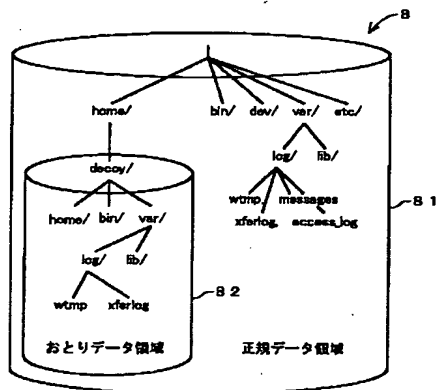 8
/
home/ bin/ dev/ var/ etc/
decoy/ log/ lib/
home/ bin/ var/ wtmp, messages
xferlog, access_log
81
log/ lib/
82
wtmp xferlog
おとりデータ領域 正規データ領域